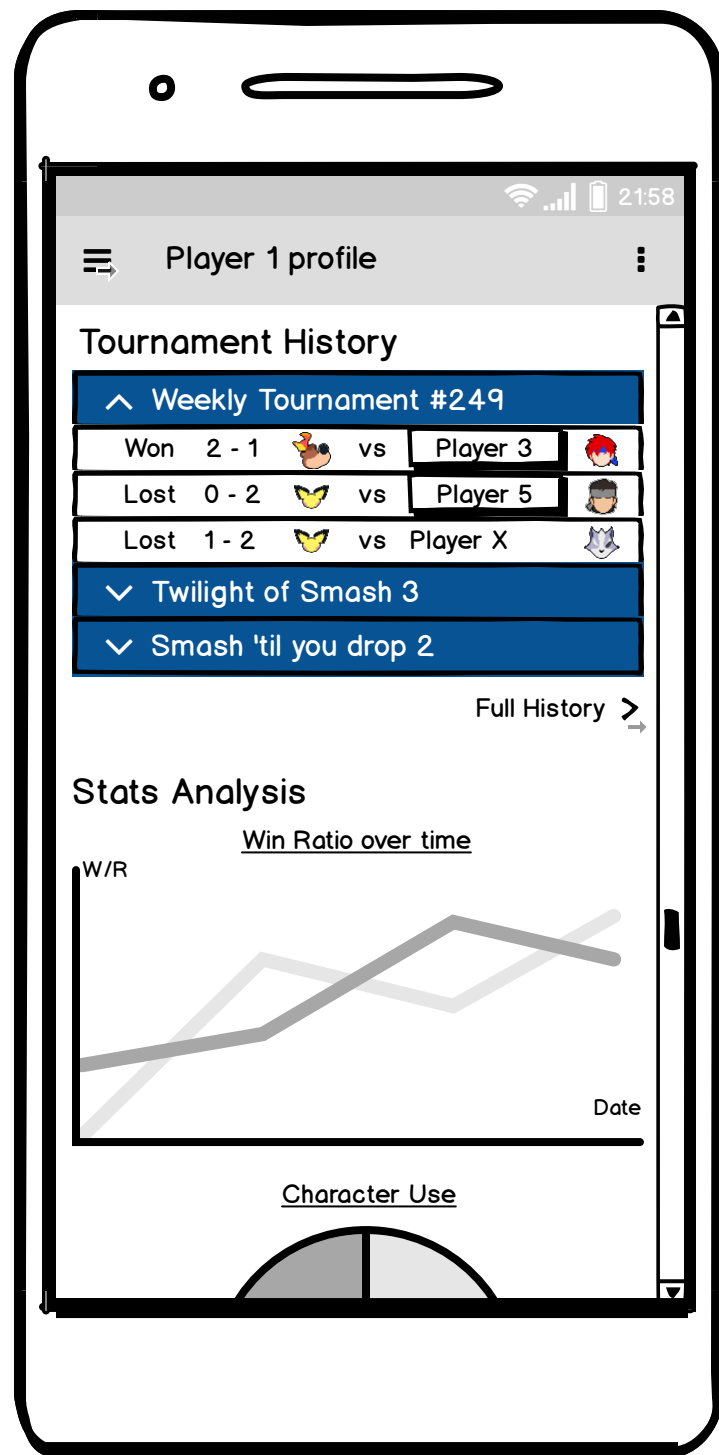 21:58
Player 1 profile
Tournament History
Weekly Tournament #249
Won 2 - 1 vs Player 3
Lost 0 - 2 vs Player 5
Lost 1 - 2 vs Player X
Twilight of Smash 3
Smash 'til you drop 2
Full History
Stats Analysis
Win Ratio over time
W/R
Date
Character Use